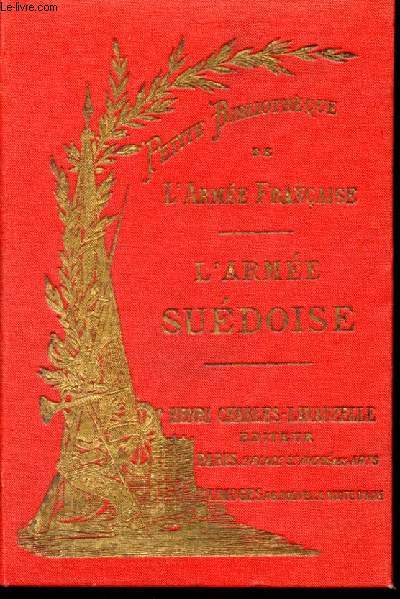 Le-livre.com
PETITE BIBLIOTHÈQUE
DE
L'ARMÉE FRANÇAISE
L'ARMÉE
SUÉDOISE
HENRI CHARLES-LAVAUZELLE
ÉDITEUR
PARIS
LIMOGES